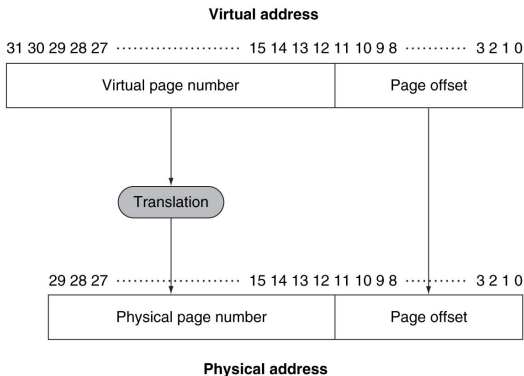 Virtual address
31 30 29 28 27 ························ 15 14 13 12 11 10 9 8 ··········· 3 2 1 0
Virtual page number Page offset
Translation
29 28 27 ························ 15 14 13 12 11 10 9 8 ··········· 3 2 1 0
Physical page number Page offset
Physical address